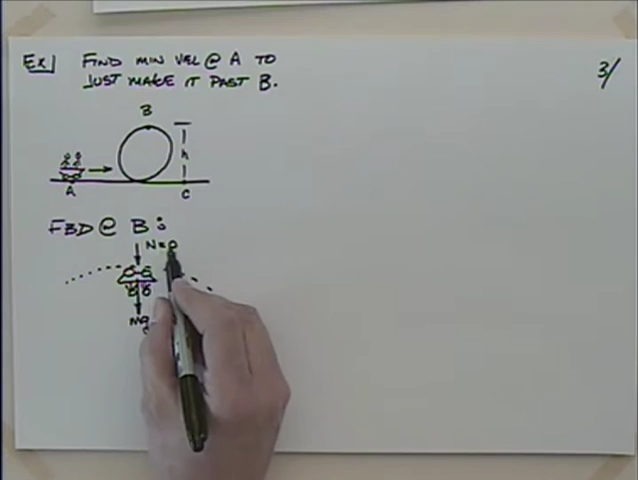 Ex1 FIND MIN VEL @ A TO
JUST MAKE IT PAST B.
3/
B
h
A
C
FBD @ B:
N=0
mg